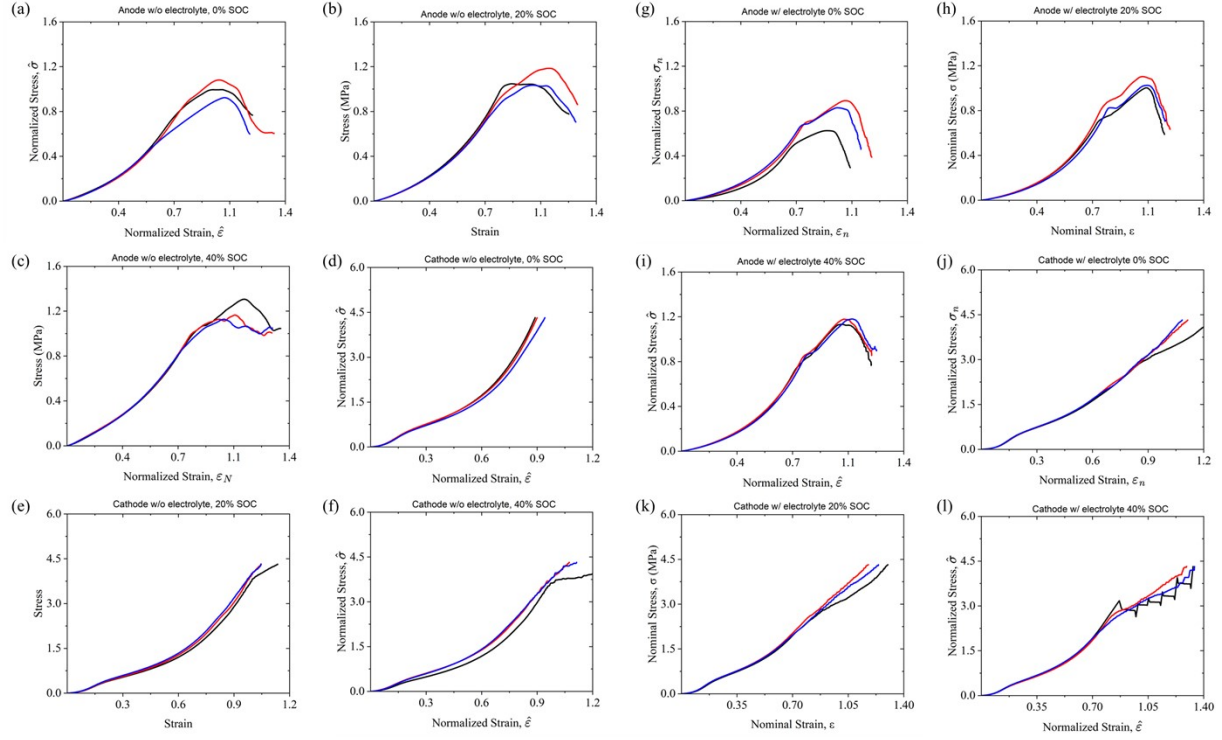 (a)
Anode w/o electrolyte, 0% SOC
Normalized Stress, σ̂
1.6
1.2
0.8
0.4
0.0
0.4 0.7 1.1 1.4
Normalized Strain, ε̂
(b)
Anode w/o electrolyte, 20% SOC
Stress (MPa)
1.6
1.2
0.8
0.4
0.0
0.4 0.7 1.1 1.4
Strain
(g)
Anode w/ electrolyte 0% SOC
Normalized Stress, σn
1.6
1.2
0.8
0.4
0.0
0.4 0.7 1.1 1.4
Normalized Strain, εn
(h)
Anode w/ electrolyte 20% SOC
Nominal Stress, σ (MPa)
1.6
1.2
0.8
0.4
0.0
0.4 0.7 1.1 1.4
Nominal Strain, ε
(c)
Anode w/o electrolyte, 40% SOC
Stress (MPa)
1.6
1.2
0.8
0.4
0.0
0.4 0.7 1.1 1.4
Normalized Strain, εN
(d)
Cathode w/o electrolyte, 0% SOC
Normalized Stress, σ̂
6.0
4.5
3.0
1.5
0.0
0.3 0.6 0.9 1.2
Normalized Strain, ε̂
(i)
Anode w/ electrolyte 40% SOC
Normalized Stress, σ̂
1.6
1.2
0.8
0.4
0.0
0.4 0.7 1.1 1.4
Normalized Strain, ε̂
(j)
Cathode w/ electrolyte 0% SOC
Normalized Stress, σn
6.0
4.5
3.0
1.5
0.0
0.3 0.6 0.9 1.2
Normalized Strain, εn
(e)
Cathode w/o electrolyte, 20% SOC
Stress
6.0
4.5
3.0
1.5
0.0
0.3 0.6 0.9 1.2
Strain
(f)
Cathode w/o electrolyte, 40% SOC
Normalized Stress, σ̂
6.0
4.5
3.0
1.5
0.0
0.3 0.6 0.9 1.2
Normalized Strain, ε̂
(k)
Cathode w/ electrolyte 20% SOC
Nominal Stress, σ (MPa)
6.0
4.5
3.0
1.5
0.0
0.35 0.70 1.05 1.40
Nominal Strain, ε
(l)
Cathode w/ electrolyte 40% SOC
Normalized Stress, σ̂
6.0
4.5
3.0
1.5
0.0
0.35 0.70 1.05 1.40
Normalized Strain, ε̂